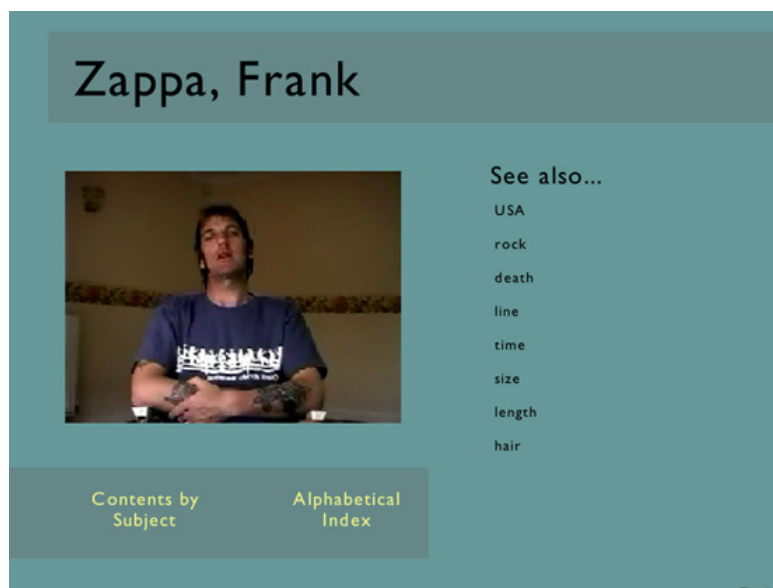 Zappa, Frank
See also...
USA
rock
death
line
time
size
length
hair
Contents by
Subject
Alphabetical
Index